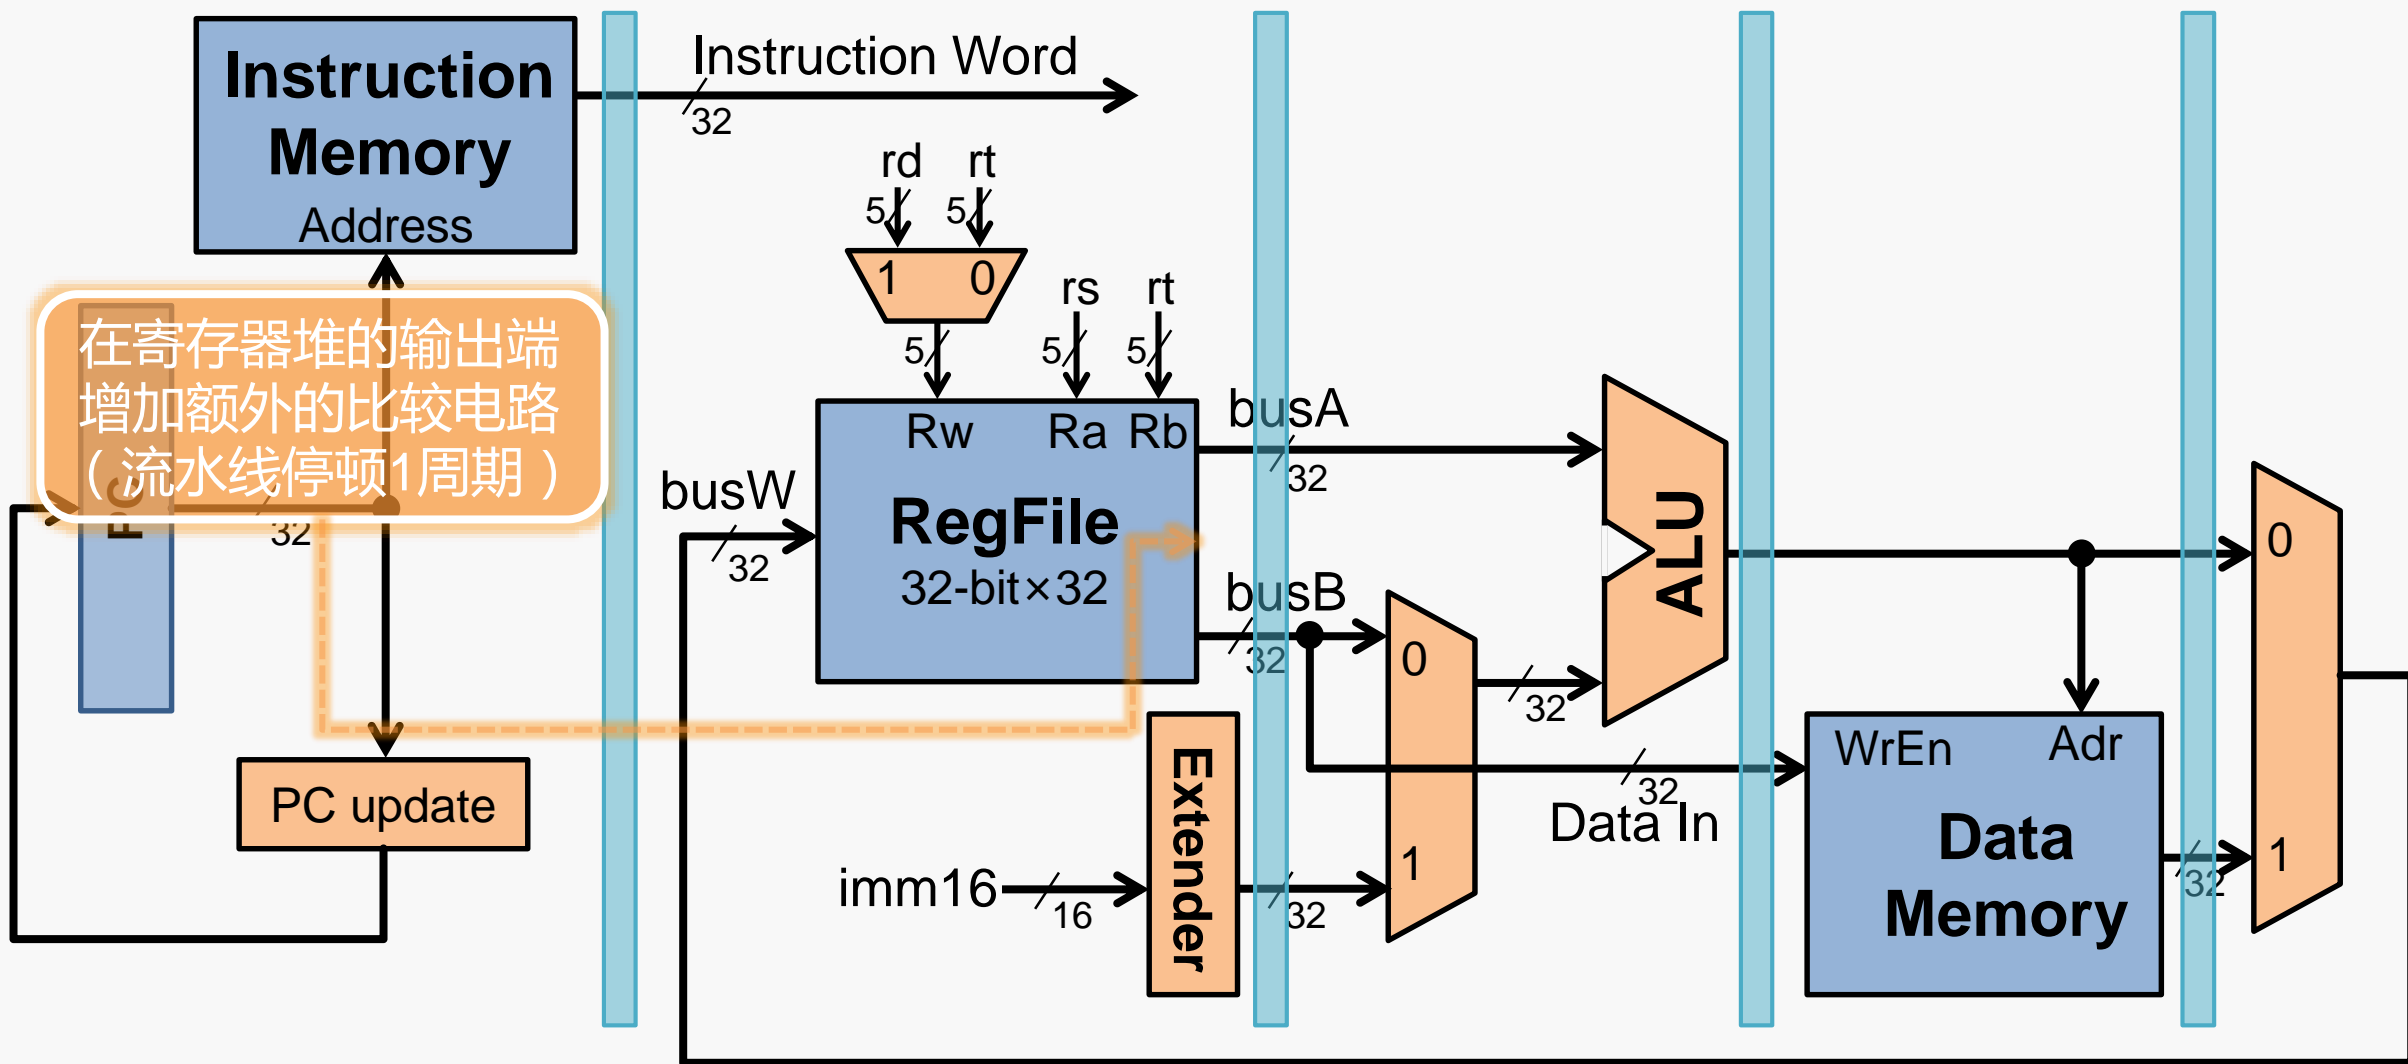 Instruction
Memory
Address
Instruction Word
32
rd
rt
5
5
1
0
rs
rt
5
5
5
在寄存器堆的输出端
增加额外的比较电路
（流水线停顿1周期）
PC
32
PC update
busW
32
Rw
Ra
Rb
RegFile
32-bit×32
busA
32
busB
32
imm16
16
Extender
32
0
1
32
ALU
Data In
32
WrEn
Adr
Data
Memory
32
0
1